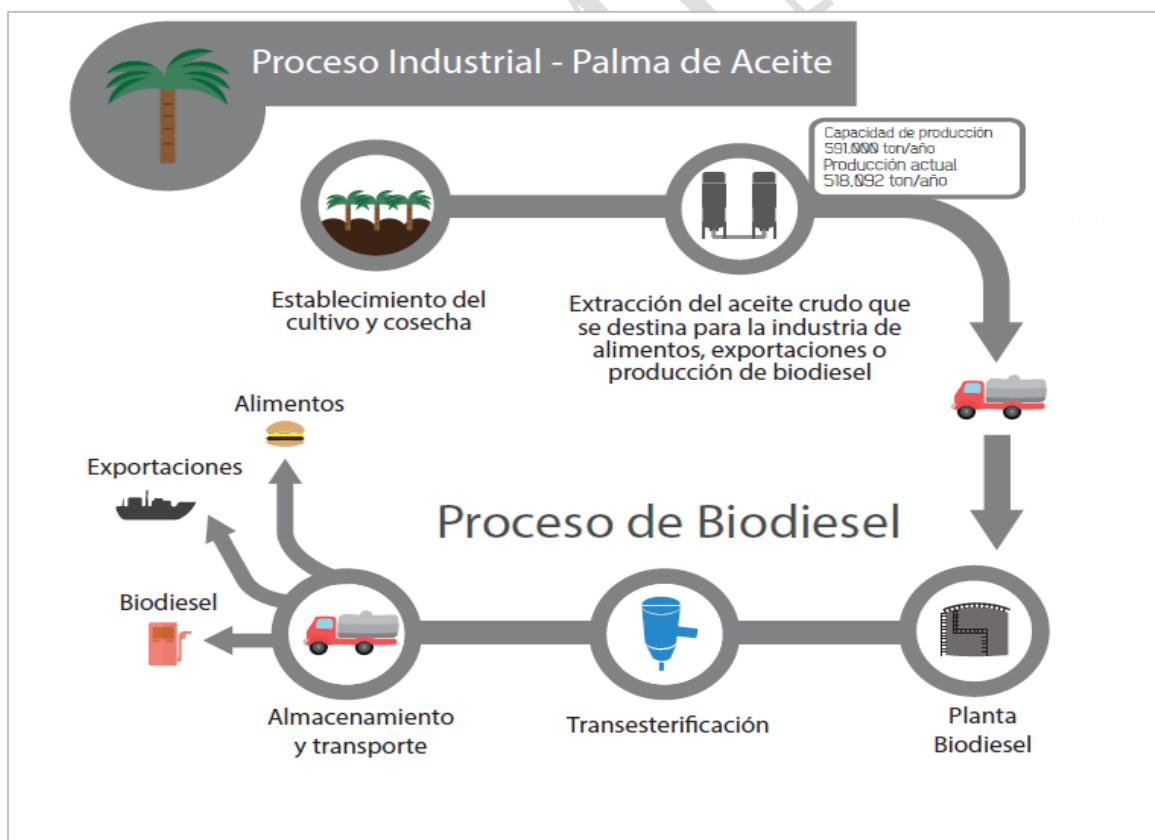 Proceso Industrial - Palma de Aceite
Capacidad de producción
591.000 ton/año
Producción actual
518,092 ton/año
Establecimiento del
cultivo y cosecha
Extracción del aceite crudo que
se destina para la industria de
alimentos, exportaciones o
producción de biodiesel
Alimentos
Exportaciones
Proceso de Biodiesel
Biodiesel
Almacenamiento
y transporte
Transesterificación
Planta
Biodiesel